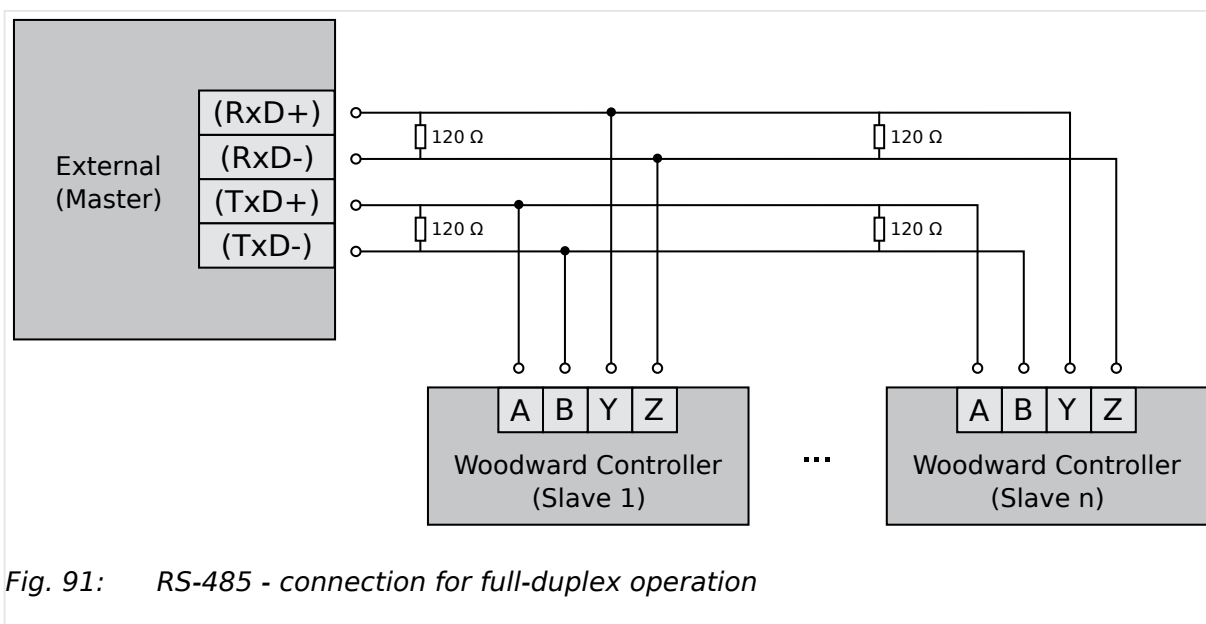 External
(Master)
(RxD+)
(RxD-)
(TxD+)
(TxD-)
120 Ω
120 Ω
120 Ω
120 Ω
A B Y Z
Woodward Controller
(Slave 1)
...
A B Y Z
Woodward Controller
(Slave n)
Fig. 91: RS-485 - connection for full-duplex operation